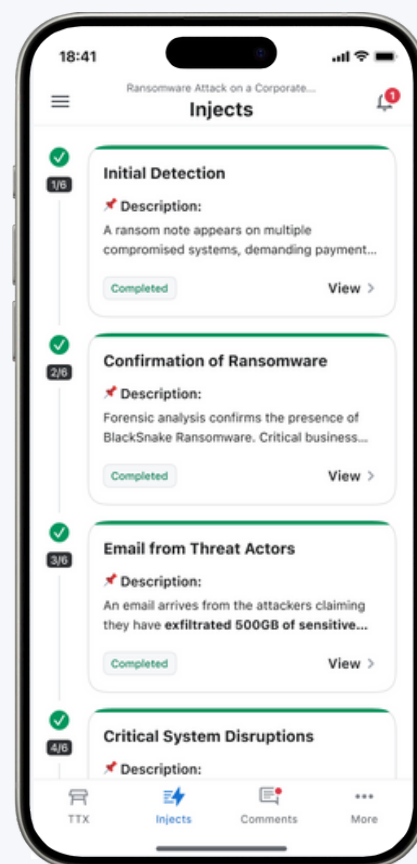 18:41
Ransomware Attack on a Corporate...
Injects
1
1/6
Initial Detection
Description:
A ransom note appears on multiple
compromised systems, demanding payment...
Completed
View
2/6
Confirmation of Ransomware
Description:
Forensic analysis confirms the presence of
BlackSnake Ransomware. Critical business...
Completed
View
3/6
Email from Threat Actors
Description:
An email arrives from the attackers claiming
they have exfiltrated 500GB of sensitive...
Completed
View
4/6
Critical System Disruptions
Description:
TTX
Injects
Comments
More